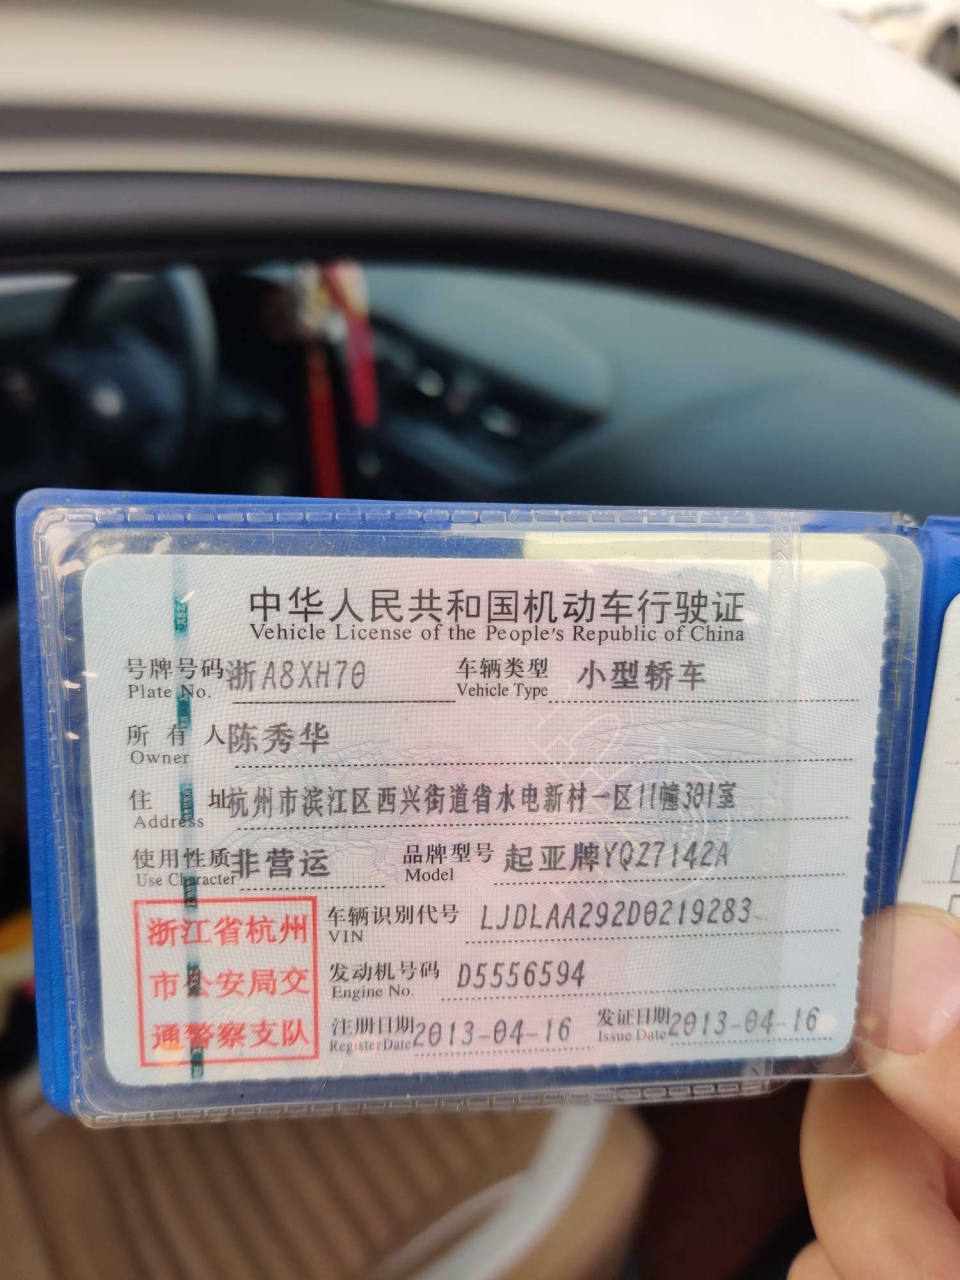 中华人民共和国机动车行驶证
Vehicle License of the People's Republic of China
号牌号码 浙A8XH70 车辆类型 小型轿车
Plate No. Vehicle Type
所有人 陈秀华
Owner
住址 杭州市滨江区西兴街道省水电新村一区11幢301室
Address
使用性质 非营运 品牌型号 起亚牌YQZ7142A
Use Character Model
浙江省杭州
市公安局交
通警察支队
车辆识别代号 LJDLAA292D0219283
VIN
发动机号码 D5556594
Engine No.
注册日期 2013-04-16 发证日期 2013-04-16
Register Date Issue Date